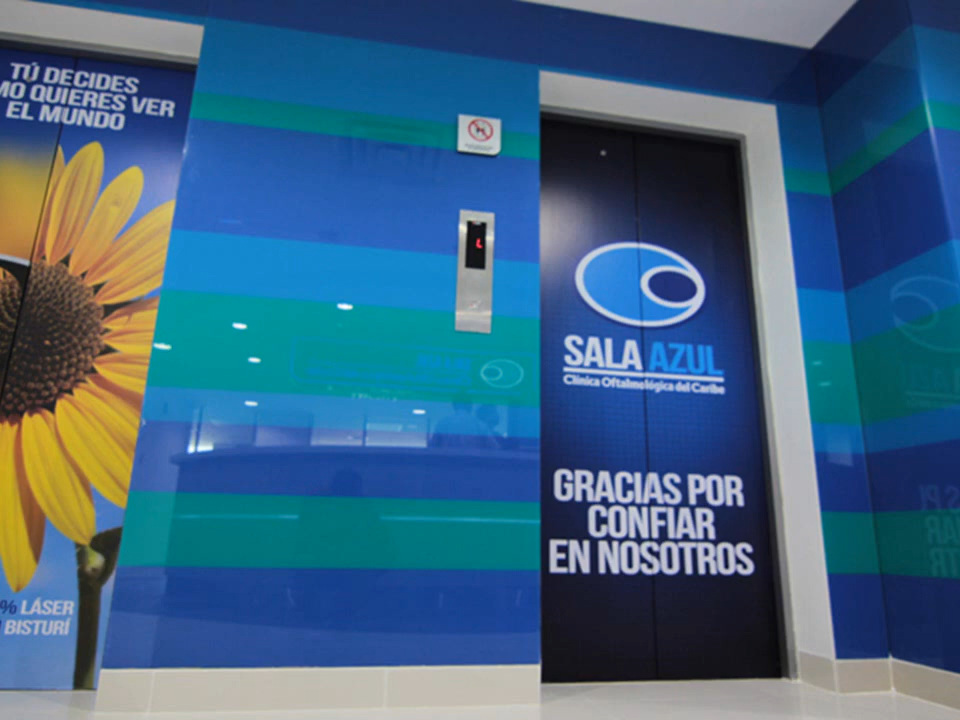 TÚ DECIDES
MO QUIERES VER
EL MUNDO
% LÁSER
BISTURÍ
L
SALA AZUL
Clínica Oftalmológica del Caribe
GRACIAS POR
CONFIAR
EN NOSOTROS